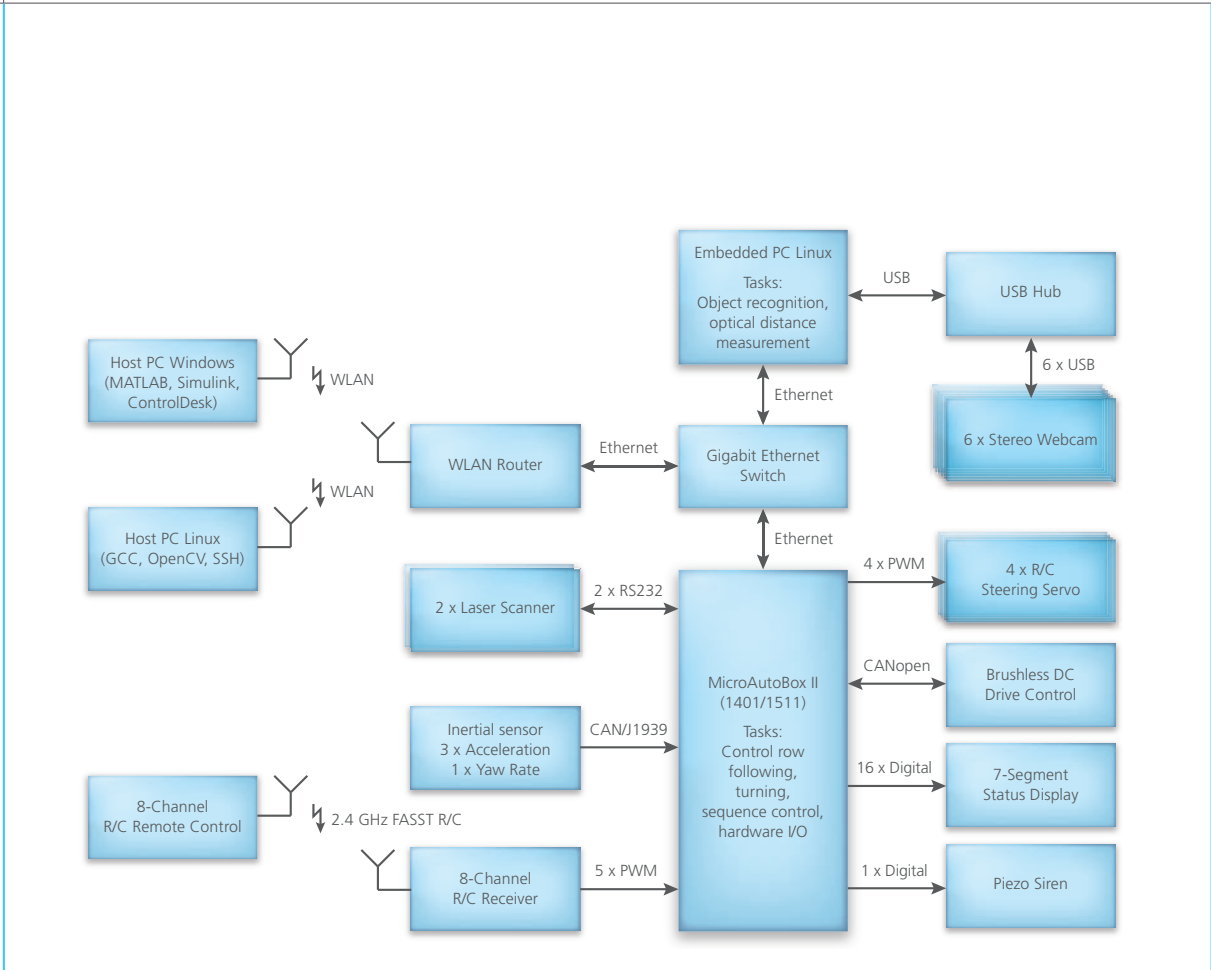 Embedded PC Linux
Tasks:
Object recognition,
optical distance
measurement
USB
USB Hub
6 x USB
6 x Stereo Webcam
Host PC Windows
(MATLAB, Simulink,
ControlDesk)
WLAN
Ethernet
WLAN Router
Ethernet
Gigabit Ethernet
Switch
WLAN
Host PC Linux
(GCC, OpenCV, SSH)
Ethernet
2 x Laser Scanner
2 x RS232
MicroAutoBox II
(1401/1511)
Tasks:
Control row
following,
turning,
sequence control,
hardware I/O
4 x PWM
4 x R/C
Steering Servo
CANopen
Brushless DC
Drive Control
Inertial sensor
3 x Acceleration
1 x Yaw Rate
CAN/J1939
16 x Digital
7-Segment
Status Display
8-Channel
R/C Remote Control
2.4 GHz FASST R/C
8-Channel
R/C Receiver
5 x PWM
1 x Digital
Piezo Siren